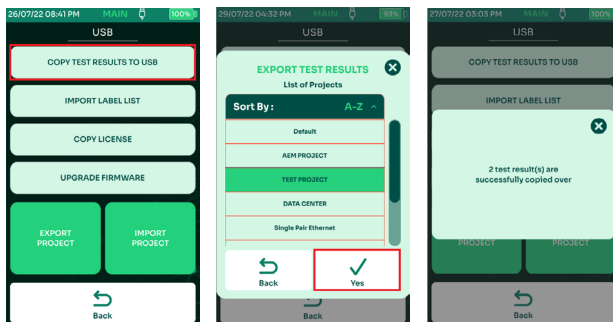 26/07/22 08:41 PM MAIN 100%
USB
COPY TEST RESULTS TO USB
IMPORT LABEL LIST
COPY LICENSE
UPGRADE FIRMWARE
EXPORT
PROJECT
IMPORT
PROJECT
Back
29/07/22 04:32 PM MAIN 93%
USB
EXPORT TEST RESULTS
List of Projects
Sort By : A-Z
Default
AEM PROJECT
TEST PROJECT
DATA CENTER
Single Pair Ethernet
Back
Yes
Back
27/07/22 03:03 PM MAIN 100%
USB
COPY TEST RESULTS TO USB
IMPORT LABEL LIST
2 test result(s) are
successfully copied over
PROJECT
PROJECT
Back